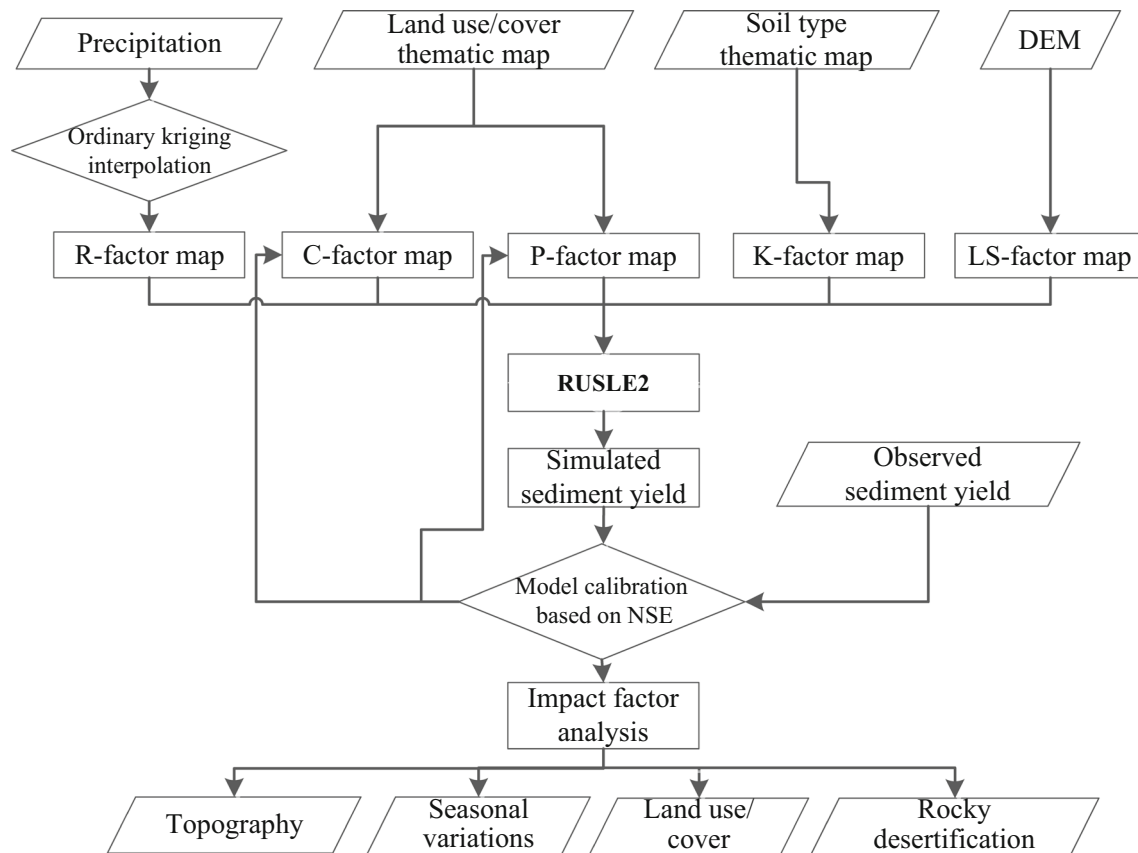 Precipitation
Land use/cover
thematic map
Soil type
thematic map
DEM
Ordinary kriging
interpolation
R-factor map
C-factor map
P-factor map
K-factor map
LS-factor map
RUSLE2
Simulated
sediment yield
Observed
sediment yield
Model calibration
based on NSE
Impact factor
analysis
Topography
Seasonal
variations
Land use/
cover
Rocky
desertification